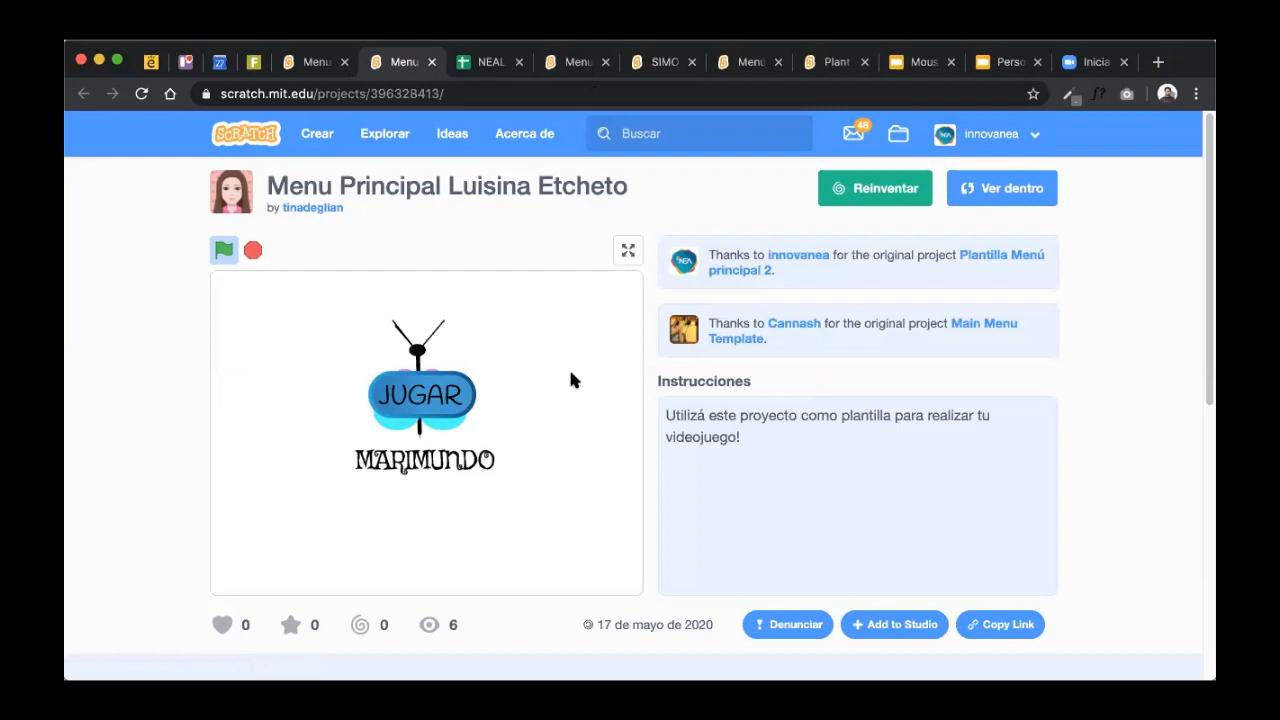 27
F
Menu
Menu
NEAL
Menu
SIMO
Menú
Plant
Mous
Perso
Inicia
scratch.mit.edu/projects/396328413/
f?
SCRATCH
Crear
Explorar
Ideas
Acerca de
Buscar
48
innovanea
Menu Principal Luisina Etcheto
by tinadeglian
Reinventar
Ver dentro
Thanks to innovanea for the original project Plantilla Menú
principal 2.
NEA
Thanks to Cannash for the original project Main Menu
Template.
Instrucciones
Utilizá este proyecto como plantilla para realizar tu
videojuego!
JUGAR
MARIMUNDO
0
0
0
6
© 17 de mayo de 2020
Denunciar
Add to Studio
Copy Link